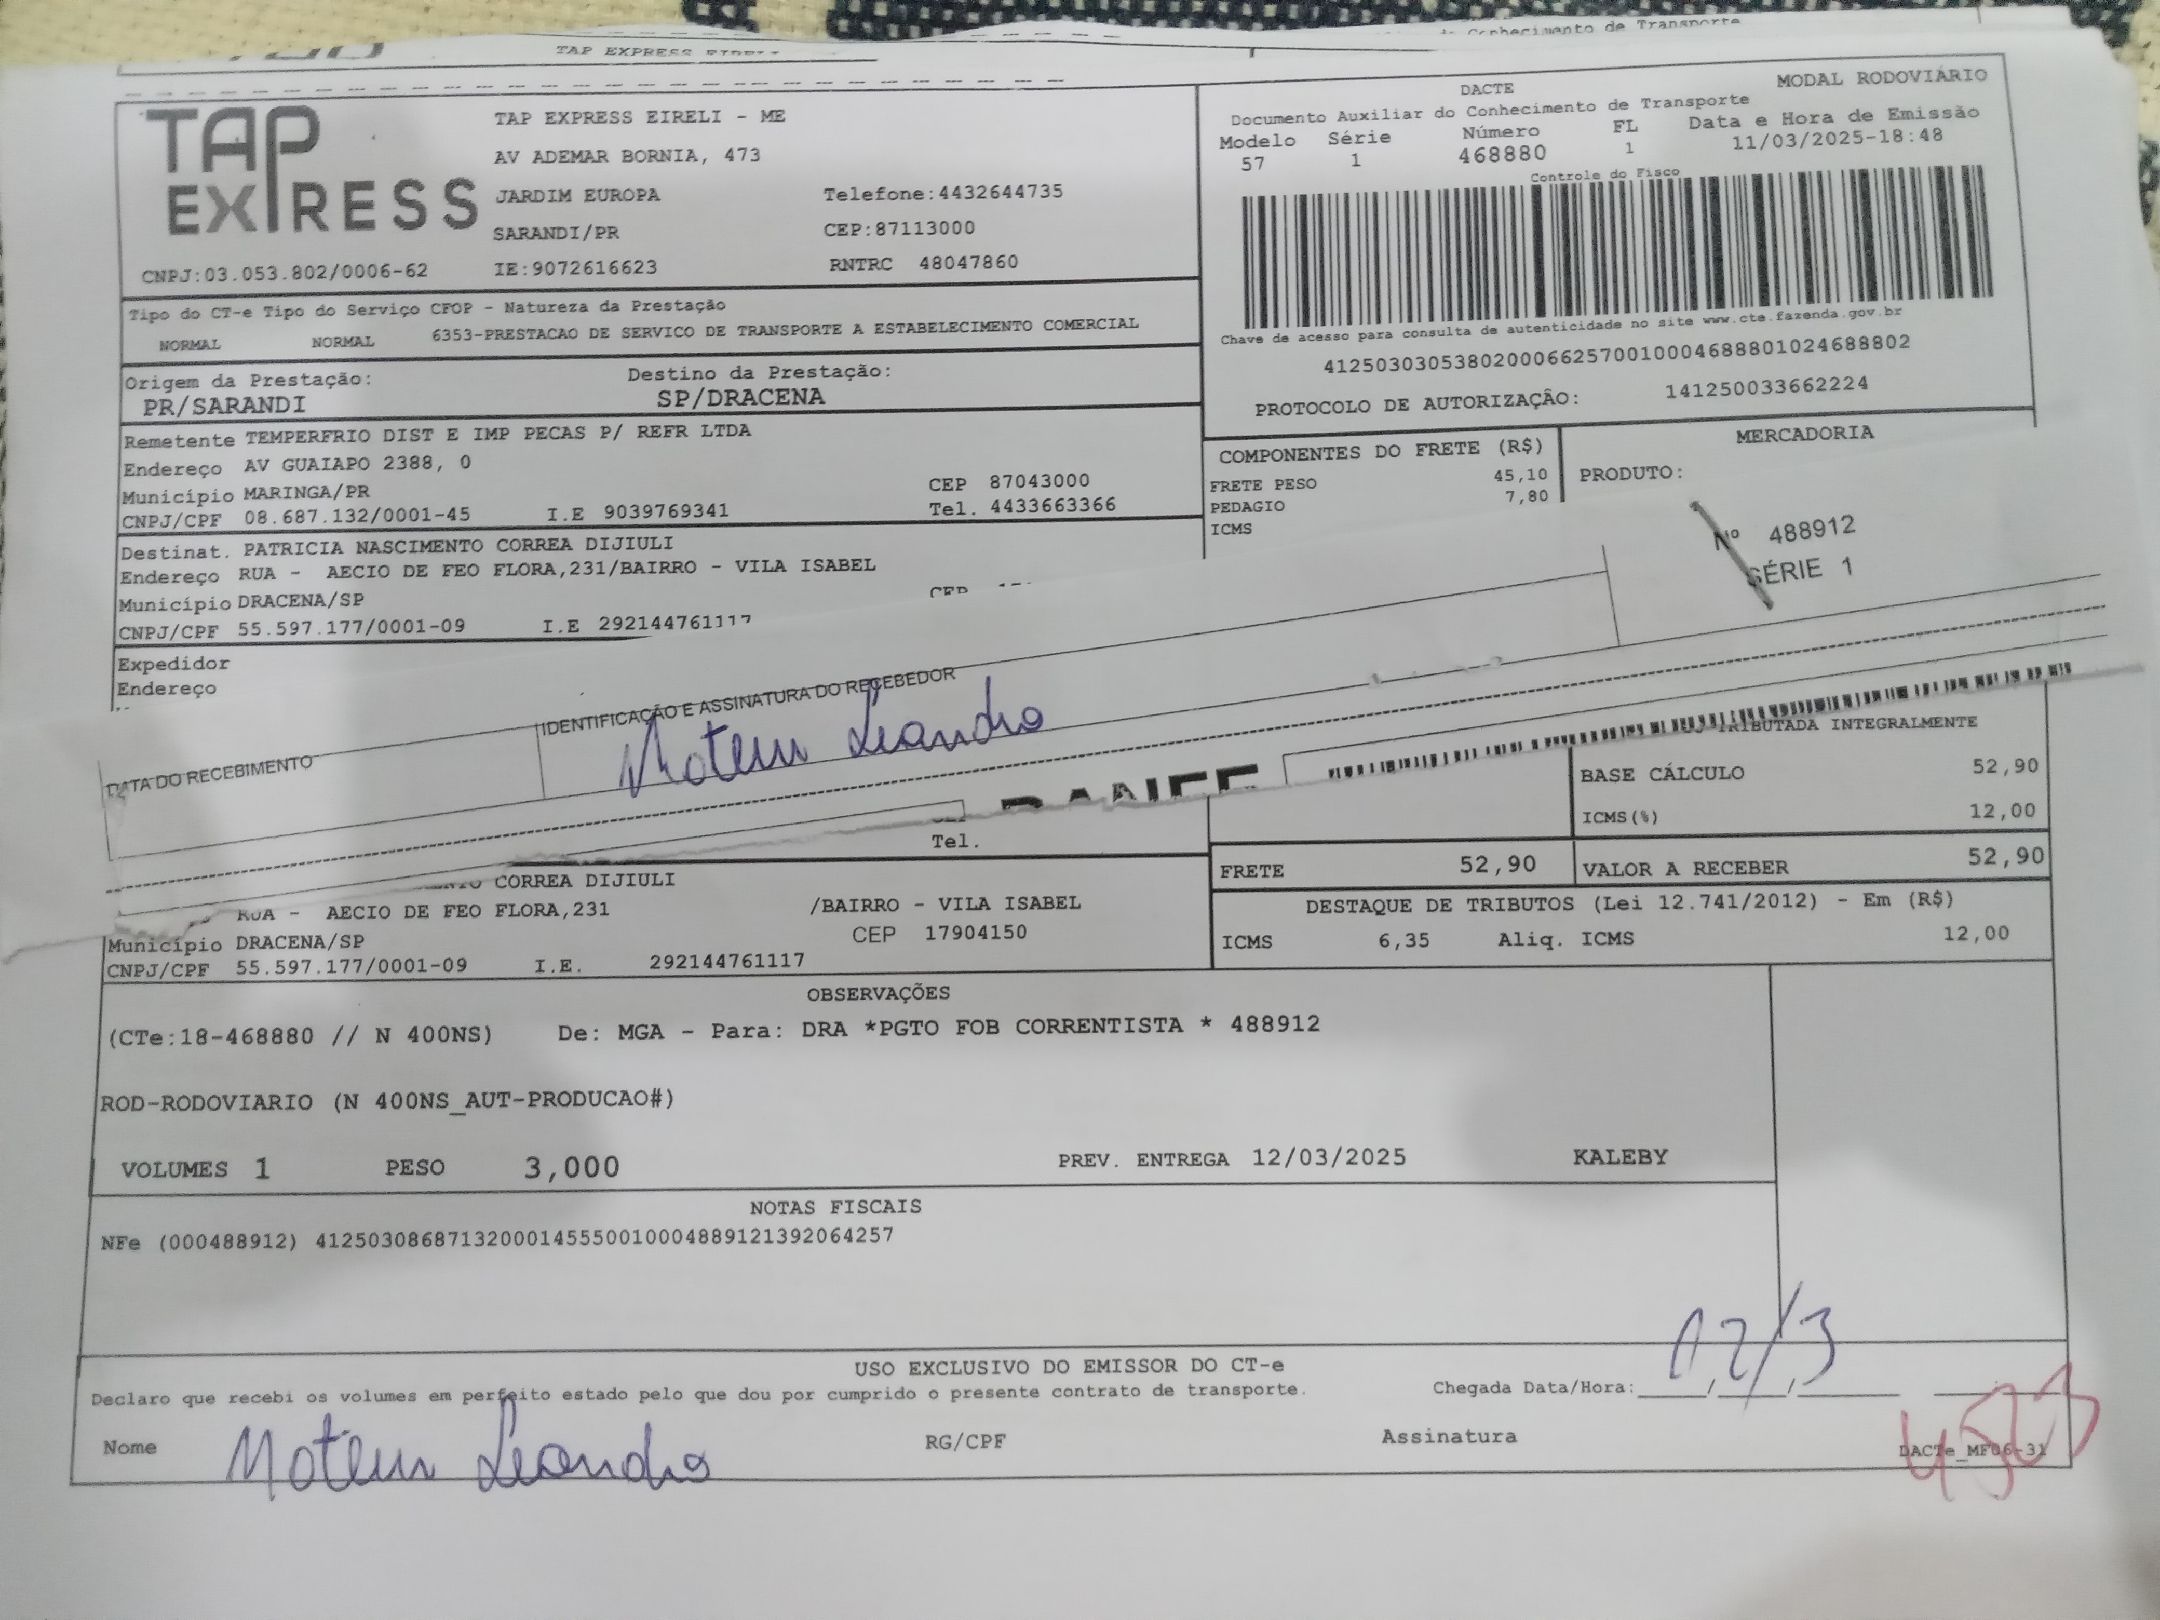 TAP EXPRESS EIRELI
Conhecimento de Transporte
TAP EXPRESS
TAP EXPRESS EIRELI - ME
AV ADEMAR BORNIA, 473
JARDIM EUROPA Telefone:4432644735
SARANDI/PR CEP:87113000
CNPJ:03.053.802/0006-62 IE:9072616623 RNTRC 48047860
DACTE MODAL RODOVIÁRIO
Documento Auxiliar do Conhecimento de Transporte
Modelo Série Número FL Data e Hora de Emissão
57 1 468880 1 11/03/2025-18:48
Controle do Fisco
Chave de acesso para consulta de autenticidade no site www.cte.fazenda.gov.br
41250303053802000662570010004688801024688802
PROTOCOLO DE AUTORIZAÇÃO: 141250033662224
Tipo do CT-e Tipo do Serviço CFOP - Natureza da Prestação
NORMAL NORMAL 6353-PRESTACAO DE SERVICO DE TRANSPORTE A ESTABELECIMENTO COMERCIAL
Origem da Prestação: Destino da Prestação:
PR/SARANDI SP/DRACENA
Remetente TEMPERFRIO DIST E IMP PECAS P/ REFR LTDA
Endereço AV GUAIAPO 2388, 0
Município MARINGA/PR CEP 87043000
CNPJ/CPF 08.687.132/0001-45 I.E 9039769341 Tel. 4433663366
COMPONENTES DO FRETE (R$) MERCADORIA
FRETE PESO 45,10 PRODUTO:
PEDAGIO 7,80
ICMS
Destinat. PATRICIA NASCIMENTO CORREA DIJIULI
Endereço RUA - AECIO DE FEO FLORA,231/BAIRRO - VILA ISABEL
Município DRACENA/SP CEP
CNPJ/CPF 55.597.177/0001-09 I.E 292144761117
Expedidor
Endereço
Nº 488912
SÉRIE 1
DATA DO RECEBIMENTO IDENTIFICAÇÃO E ASSINATURA DO RECEBEDOR
Leandro
DANFE
TRIBUTADA INTEGRALMENTE
BASE CÁLCULO 52,90
ICMS(%) 12,00
Tel.
FRETE 52,90 VALOR A RECEBER 52,90
CORREA DIJIULI
RUA - AECIO DE FEO FLORA,231 /BAIRRO - VILA ISABEL
Município DRACENA/SP CEP 17904150
CNPJ/CPF 55.597.177/0001-09 I.E. 292144761117
DESTAQUE DE TRIBUTOS (Lei 12.741/2012) - Em (R$)
ICMS 6,35 Aliq. ICMS 12,00
OBSERVAÇÕES
(CTe:18-468880 // N 400NS) De: MGA - Para: DRA *PGTO FOB CORRENTISTA * 488912
ROD-RODOVIARIO (N 400NS_AUT-PRODUCAO#)
VOLUMES 1 PESO 3,000 PREV. ENTREGA 12/03/2025 KALEBY
NOTAS FISCAIS
NFe (000488912) 41250308687132000145550010004889121392064257
USO EXCLUSIVO DO EMISSOR DO CT-e
Declaro que recebi os volumes em perfeito estado pelo que dou por cumprido o presente contrato de transporte.
Chegada Data/Hora: 12/3
Nome Leandro RG/CPF Assinatura
DACTe_MF06-31